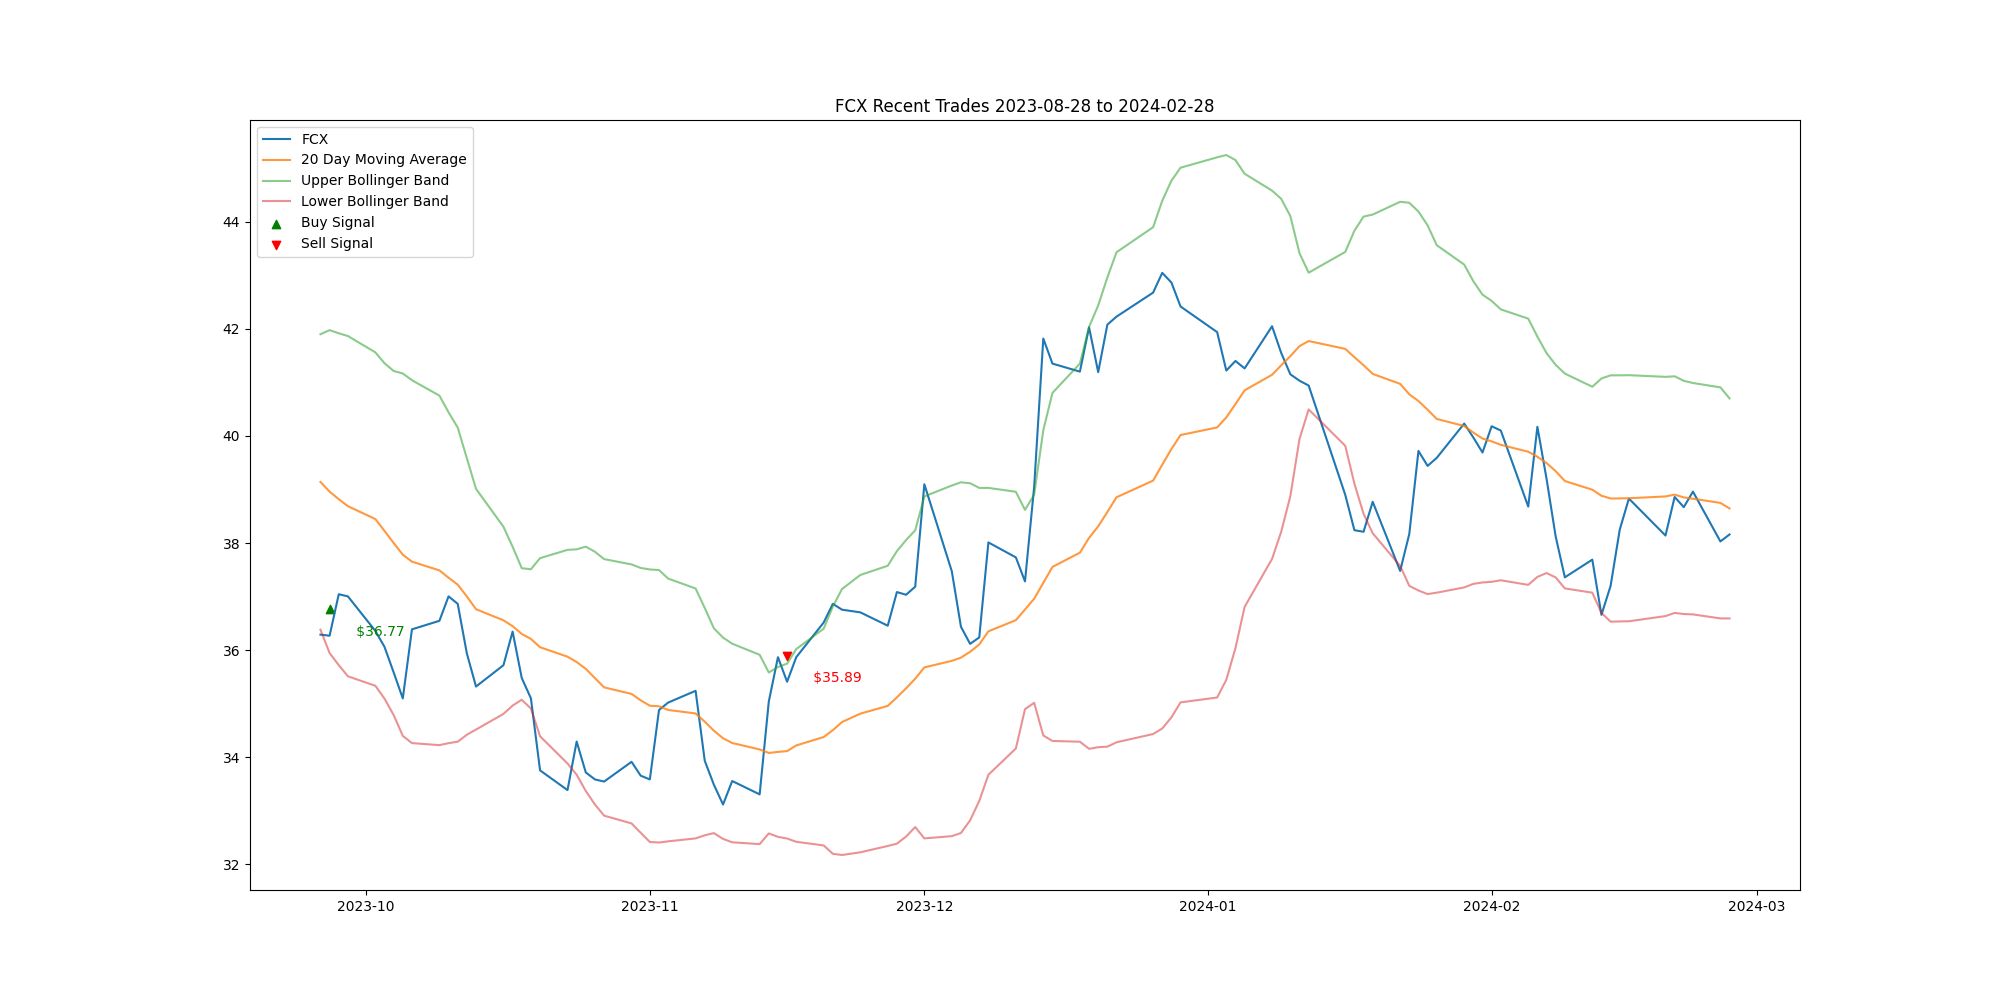 FCX Recent Trades 2023-08-28 to 2024-02-28
FCX
20 Day Moving Average
Upper Bollinger Band
Lower Bollinger Band
Buy Signal
Sell Signal
44
42
40
38
36
34
32
$36.77
$35.89
2023-10
2023-11
2023-12
2024-01
2024-02
2024-03